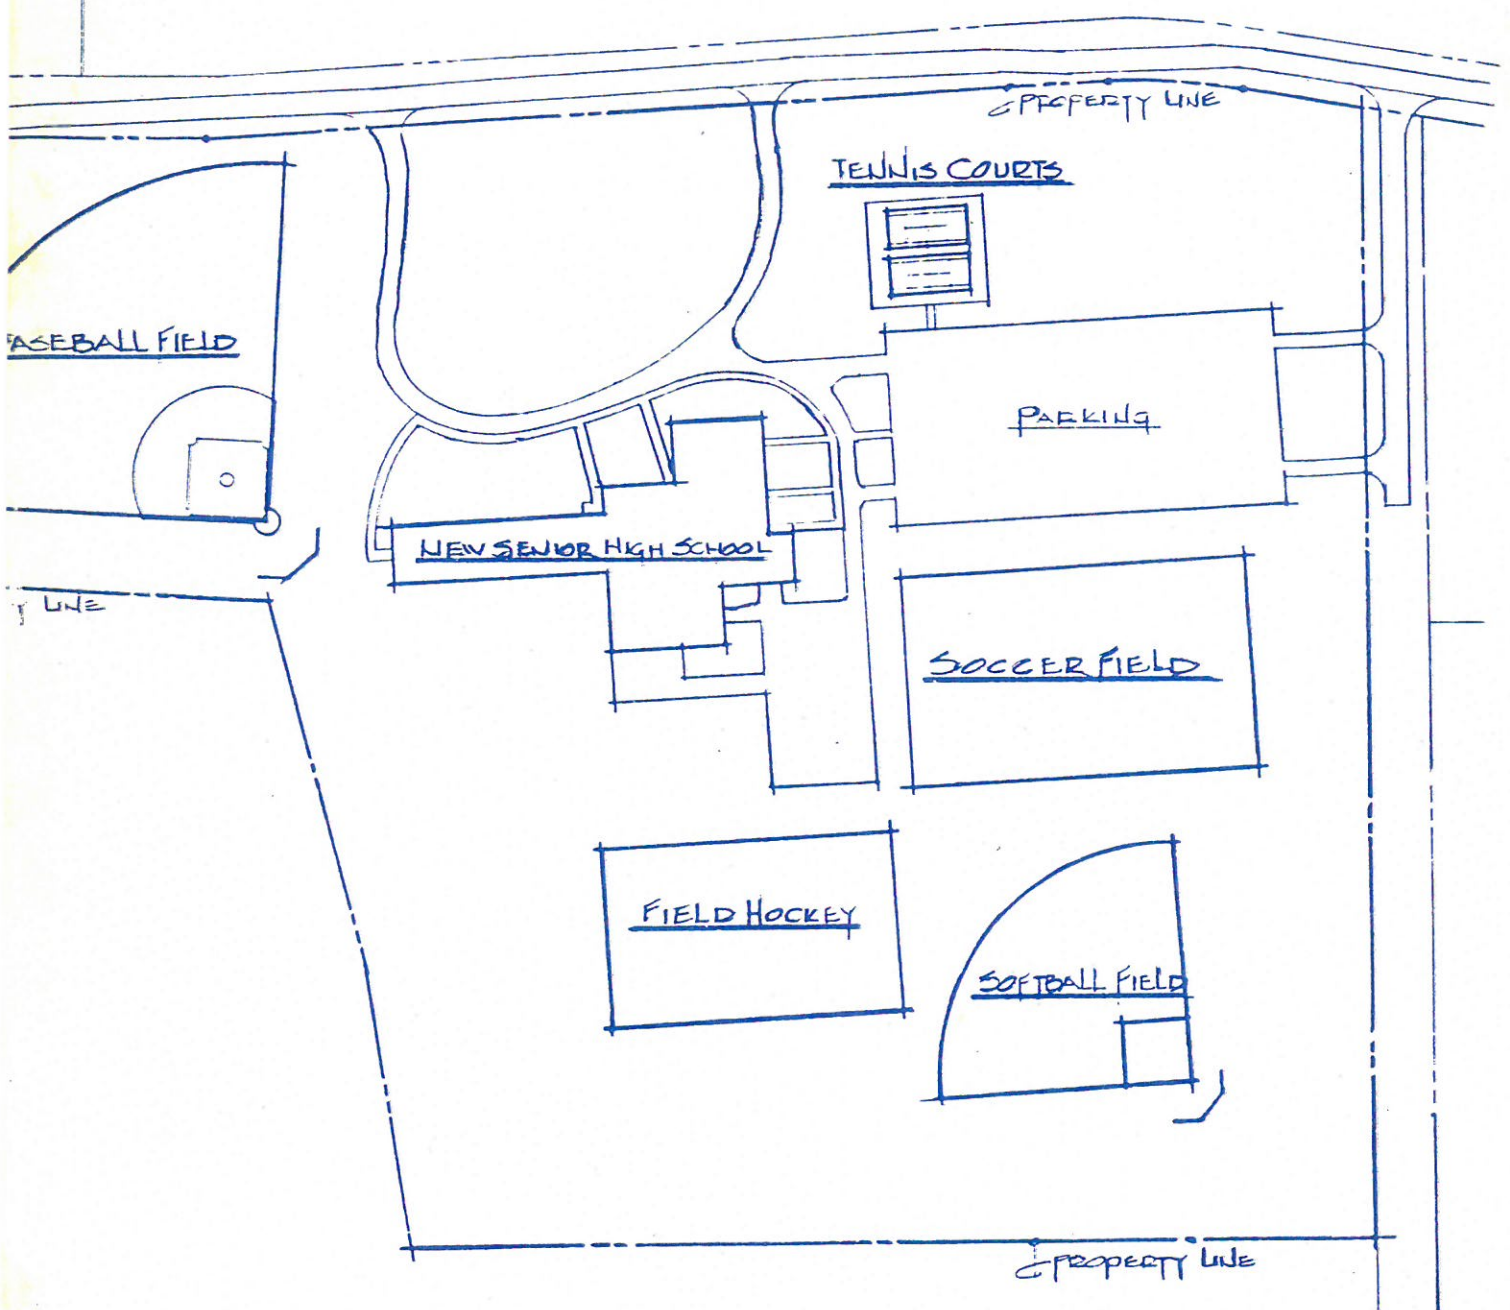 PROPERTY LINE
TENNIS COURTS
BASEBALL FIELD
PARKING
NEW SENIOR HIGH SCHOOL
LINE
SOCCER FIELD
FIELD HOCKEY
SOFTBALL FIELD
PROPERTY LINE